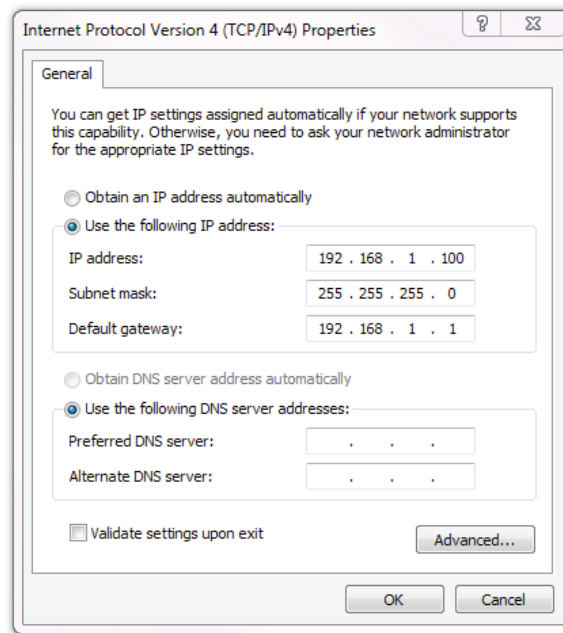 Internet Protocol Version 4 (TCP/IPv4) Properties
General
You can get IP settings assigned automatically if your network supports
this capability. Otherwise, you need to ask your network administrator
for the appropriate IP settings.
Obtain an IP address automatically
Use the following IP address:
IP address: 192 . 168 . 1 . 100
Subnet mask: 255 . 255 . 255 . 0
Default gateway: 192 . 168 . 1 . 1
Obtain DNS server address automatically
Use the following DNS server addresses:
Preferred DNS server: . . .
Alternate DNS server: . . .
Validate settings upon exit
Advanced...
OK Cancel